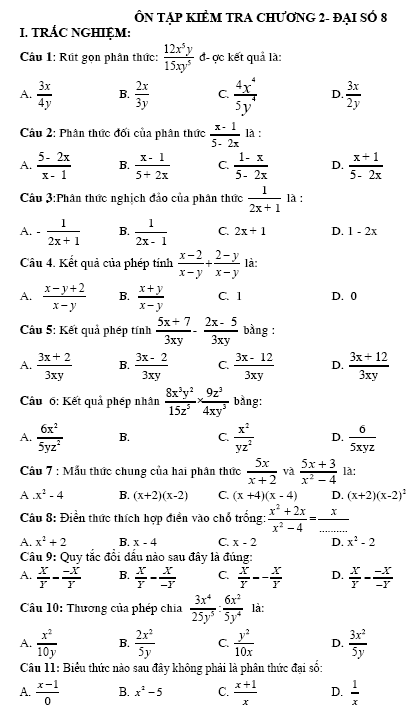 ÔN TẬP KIỂM TRA CHƯƠNG 2- ĐẠI SỐ 8
I. TRẮC NGHIỆM:
Câu 1: Rút gọn phân thức: \frac{12x^5y}{15xy^5} đ- ợc kết quả là:
A. \frac{3x}{4y} B. \frac{2x}{3y} C. \frac{4x^4}{5y^4} D. \frac{3x}{2y}
Câu 2: Phân thức đối của phân thức \frac{x-1}{5-2x} là :
A. \frac{5-2x}{x-1} B. \frac{x-1}{5+2x} C. \frac{1-x}{5-2x} D. \frac{x+1}{5-2x}
Câu 3:Phân thức nghịch đảo của phân thức \frac{1}{2x+1} là :
A. - \frac{1}{2x+1} B. \frac{1}{2x-1} C. 2x+1 D. 1 - 2x
Câu 4. Kết quả của phép tính \frac{x-2}{x-y}+\frac{2-y}{x-y} là:
A. \frac{x-y+2}{x-y} B. \frac{x+y}{x-y} C. 1 D. 0
Câu 5: Kết quả phép tính \frac{5x+7}{3xy} - \frac{2x-5}{3xy} bằng :
A. \frac{3x+2}{3xy} B. \frac{3x-2}{3xy} C. \frac{3x-12}{3xy} D. \frac{3x+12}{3xy}
Câu 6: Kết quả phép nhân \frac{8x^3y^2}{15z^5}×\frac{9z^3}{4xy^3} bằng:
A. \frac{6x^2}{5yz^2} B. C. \frac{x^2}{yz^2} D. \frac{6}{5xyz}
Câu 7 : Mẫu thức chung của hai phân thức \frac{5x}{x+2} và \frac{5x+3}{x^2-4} là:
A .x^2 - 4 B. (x+2)(x-2) C. (x +4)(x - 4) D. (x+2)(x-2)^2
Câu 8: Điền thức thích hợp điền vào chỗ trống: \frac{x^2+2x}{x^2-4}=\frac{x}{..........}
A. x^2 + 2 B. x - 4 C. x - 2 D. x^2 - 2
Câu 9: Quy tắc đổi dấu nào sau đây là đúng:
A. \frac{X}{Y}=\frac{-X}{Y} B. \frac{X}{Y}=\frac{X}{-Y} C. \frac{X}{Y}=-\frac{X}{Y} D. \frac{X}{Y}=\frac{-X}{-Y}
Câu 10: Thương của phép chia \frac{3x^4}{25y^5}:\frac{6x^2}{5y^4} là:
A. \frac{x^2}{10y} B. \frac{2x^2}{5y} C. \frac{y^2}{10x} D. \frac{3x^2}{5y}
Câu 11: Biểu thức nào sau đây không phải là phân thức đại số:
A. \frac{x-1}{0} B. x^2-5 C. \frac{x+1}{x} D. \frac{1}{x}